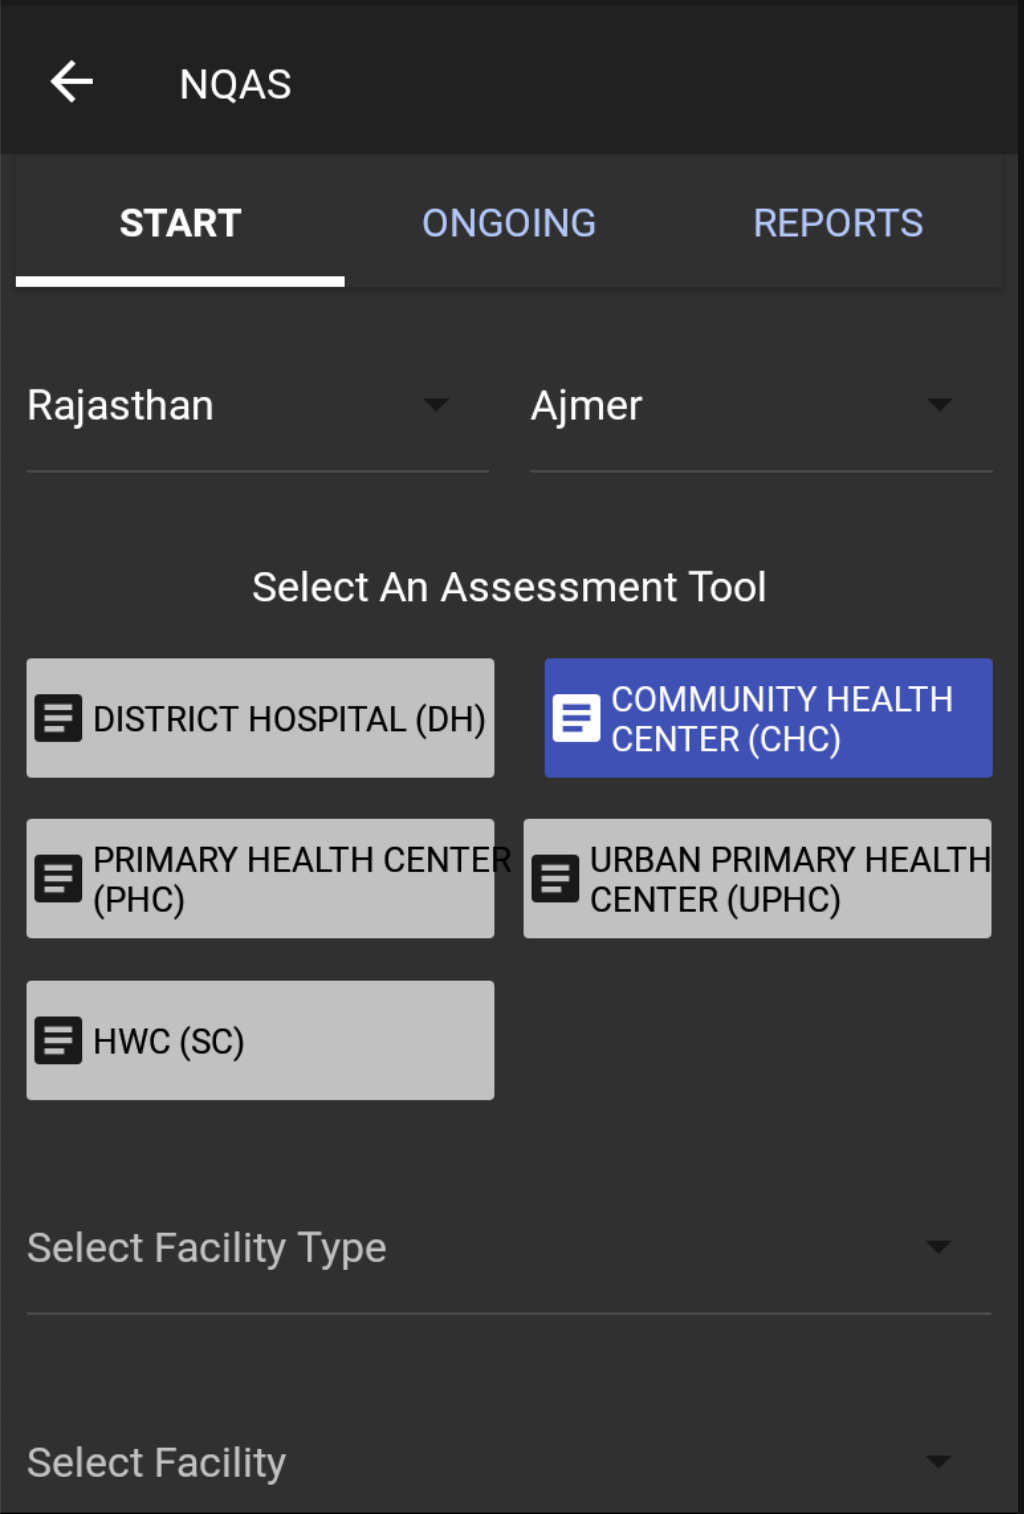 NQAS
START ONGOING REPORTS
Rajasthan Ajmer
Select An Assessment Tool
DISTRICT HOSPITAL (DH)
COMMUNITY HEALTH
CENTER (CHC)
PRIMARY HEALTH CENTER
(PHC)
URBAN PRIMARY HEALTH
CENTER (UPHC)
HWC (SC)
Select Facility Type
Select Facility